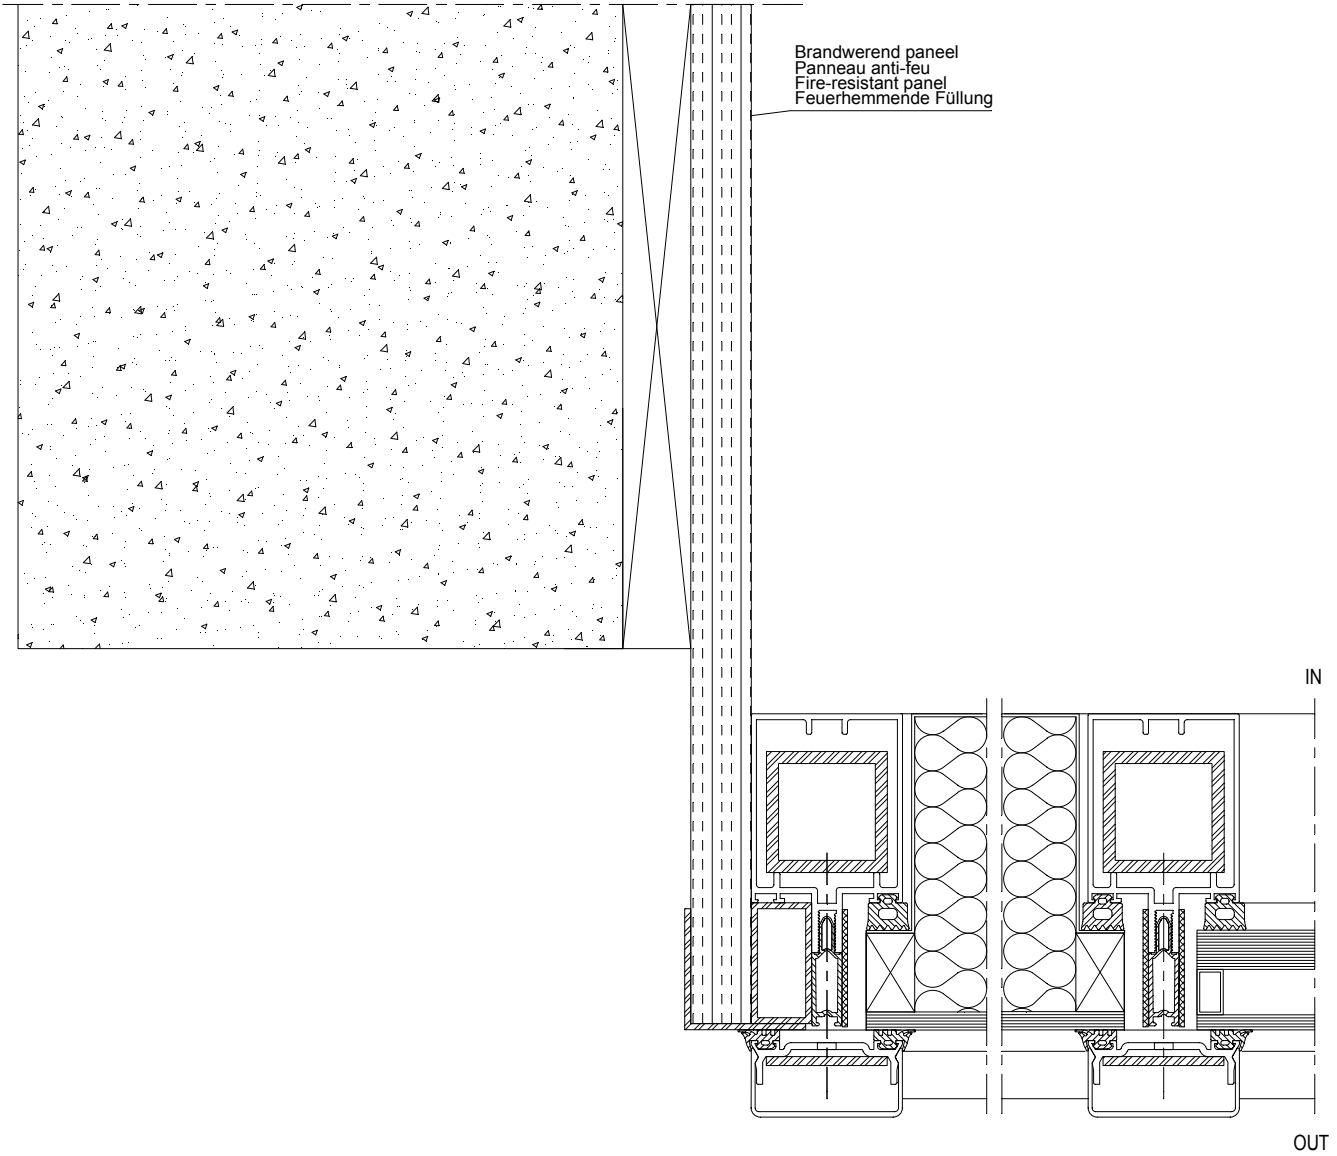 Brandwerend paneel
Panneau anti-feu
Fire-resistant panel
Feuerhemmende Füllung
IN
OUT